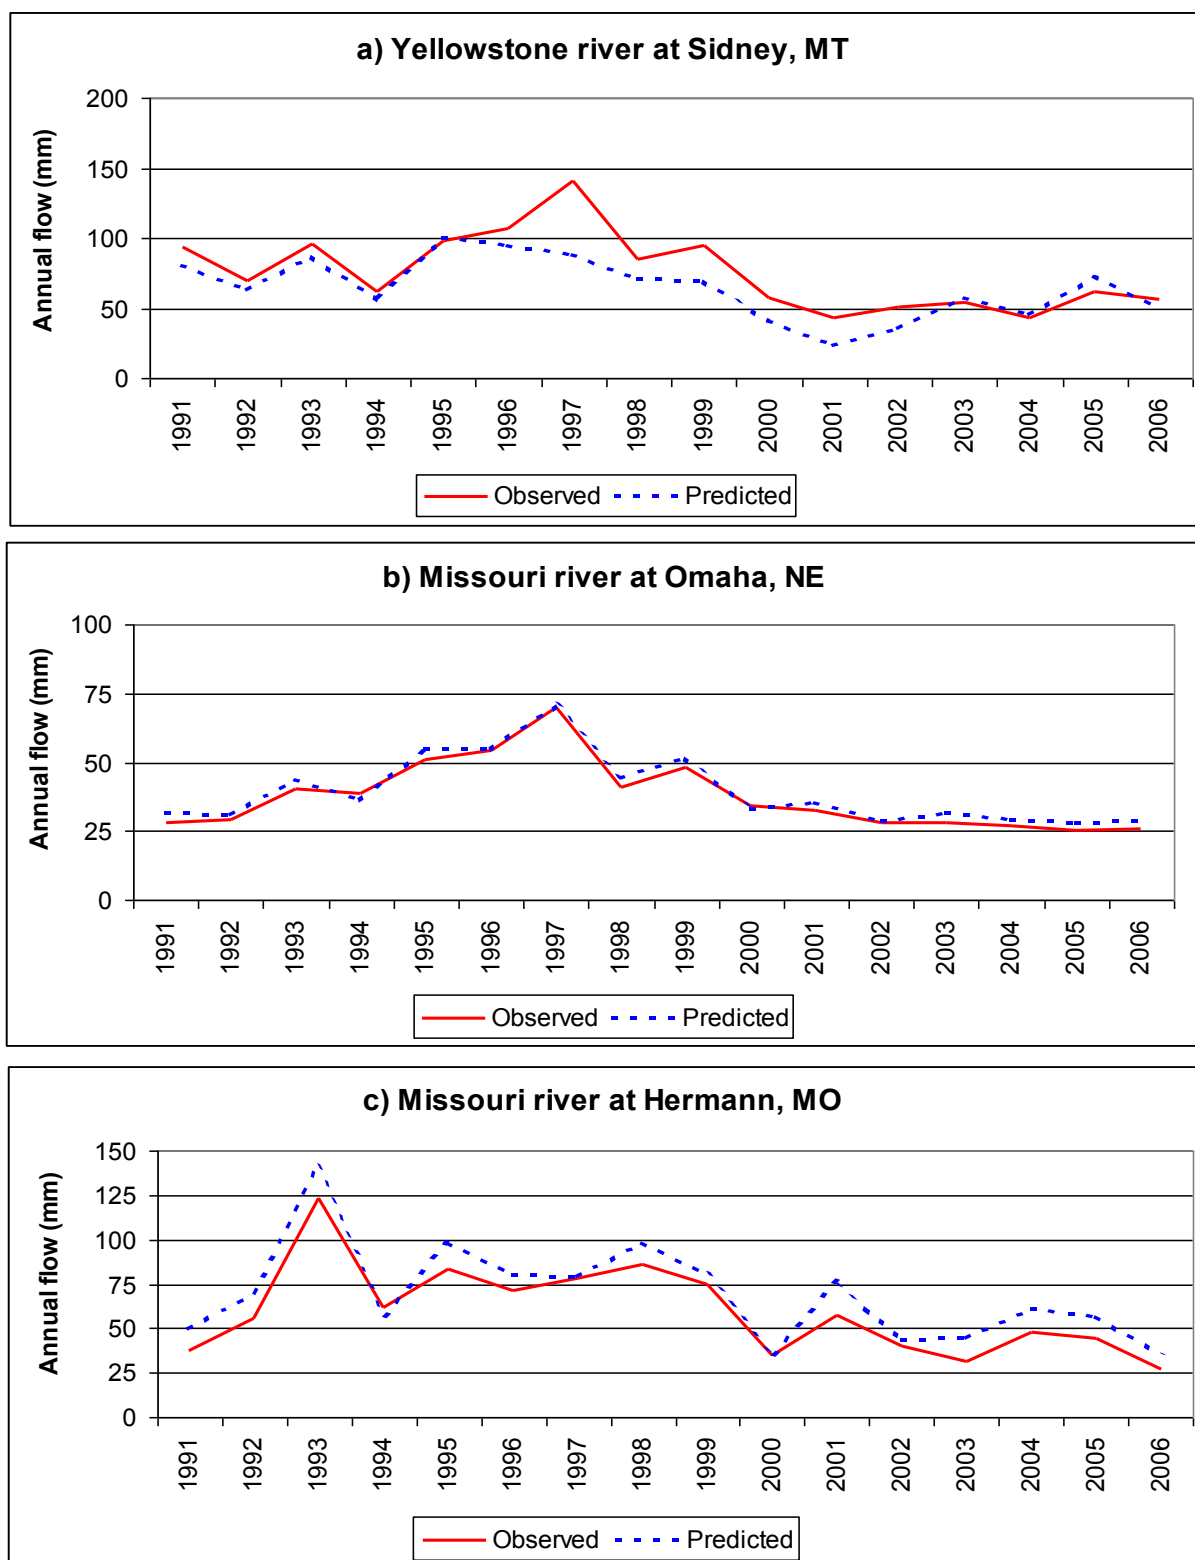 a) Yellowstone river at Sidney, MT
Annual flow (mm)
200
150
100
50
0
1991 1992 1993 1994 1995 1996 1997 1998 1999 2000 2001 2002 2003 2004 2005 2006
Observed Predicted
b) Missouri river at Omaha, NE
Annual flow (mm)
100
75
50
25
0
1991 1992 1993 1994 1995 1996 1997 1998 1999 2000 2001 2002 2003 2004 2005 2006
Observed Predicted
c) Missouri river at Hermann, MO
Annual flow (mm)
150
125
100
75
50
25
0
1991 1992 1993 1994 1995 1996 1997 1998 1999 2000 2001 2002 2003 2004 2005 2006
Observed Predicted